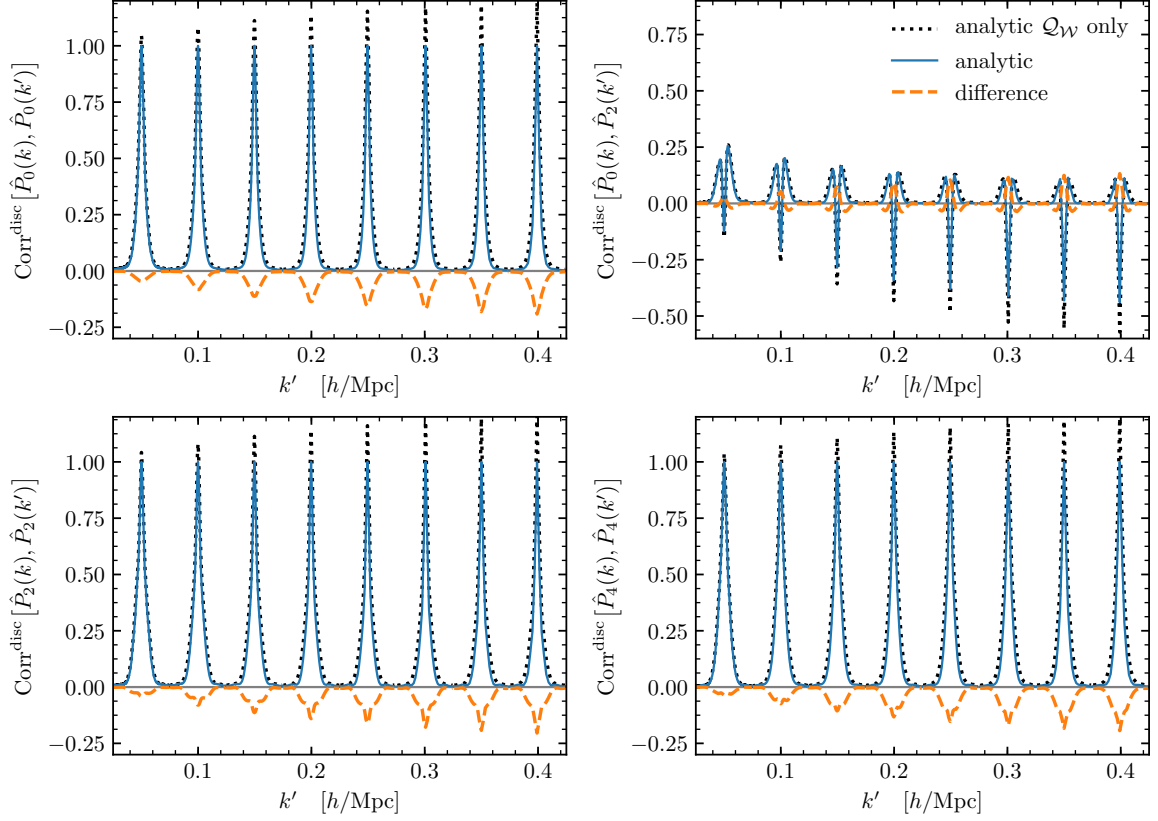 Corr^disc [P̂_0(k), P̂_0(k′)]
1.00
0.75
0.50
0.25
0.00
−0.25
0.1 0.2 0.3 0.4
k′ [h/Mpc]
Corr^disc [P̂_0(k), P̂_2(k′)]
0.75
0.50
0.25
0.00
−0.25
−0.50
analytic 𝒬_𝒲 only
analytic
difference
0.1 0.2 0.3 0.4
k′ [h/Mpc]
Corr^disc [P̂_2(k), P̂_2(k′)]
1.00
0.75
0.50
0.25
0.00
−0.25
0.1 0.2 0.3 0.4
k′ [h/Mpc]
Corr^disc [P̂_4(k), P̂_4(k′)]
1.00
0.75
0.50
0.25
0.00
−0.25
0.1 0.2 0.3 0.4
k′ [h/Mpc]